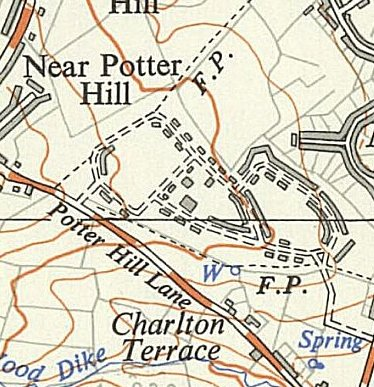 Hill
Near Potter
Hill
F.P.
Potter Hill Lane
W
F.P.
Charlton
Terrace
Spring
ood Dike